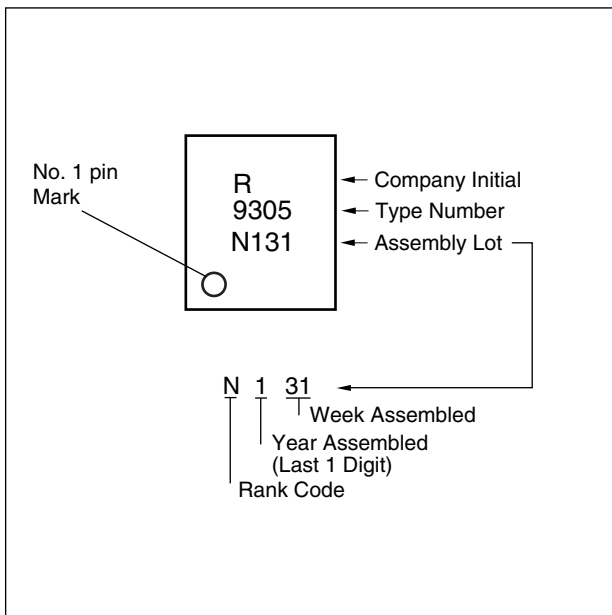 No. 1 pin
Mark
R
9305
N131
Company Initial
Type Number
Assembly Lot
N 1 31
Week Assembled
Year Assembled
(Last 1 Digit)
Rank Code